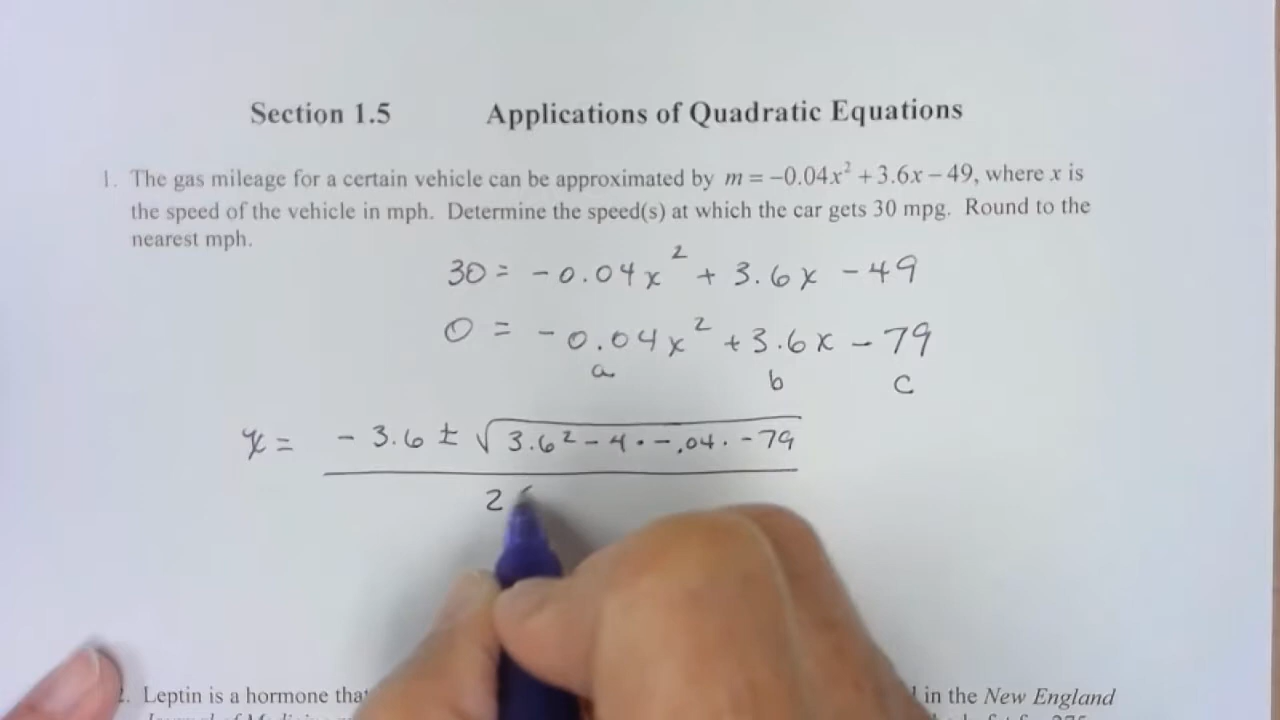 Section 1.5 Applications of Quadratic Equations
1. The gas mileage for a certain vehicle can be approximated by m = −0.04x² + 3.6x − 49, where x is
the speed of the vehicle in mph. Determine the speed(s) at which the car gets 30 mpg. Round to the
nearest mph.
30 = -0.04x² + 3.6x - 49
0 = -0.04x² + 3.6x - 79
a b c
x = -3.6 ± √3.6² - 4 · -.04 · -79
2
2. Leptin is a hormone in the New England